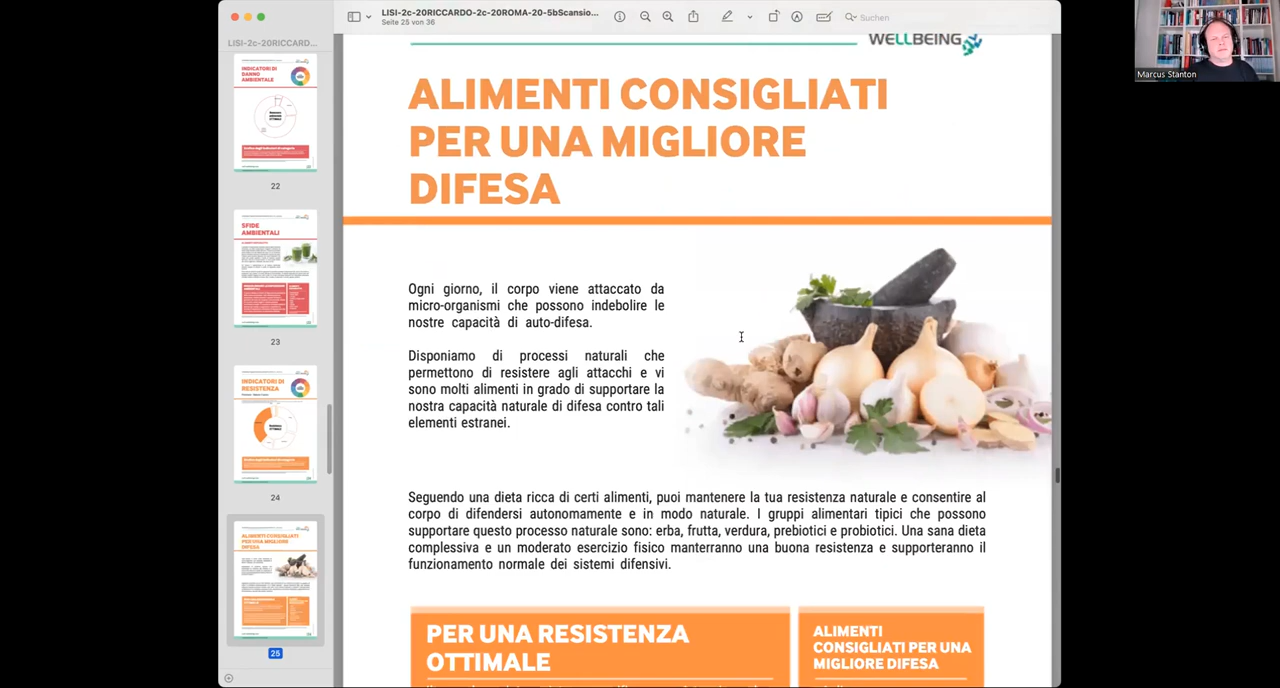 LISI-2c-20RICCARDO-2c-20ROMA-20-5bScansio...
Seite 25 von 36
Suchen
LISI-2c-20RICCARD...
INDICATORI DI
DANNO
AMBIENTALE
22
SFIDE
AMBIENTALI
23
INDICATORI DI
RESISTENZA
24
ALIMENTI CONSIGLIATI
PER UNA MIGLIORE
DIFESA
25
WELLBEING
ALIMENTI CONSIGLIATI
PER UNA MIGLIORE
DIFESA
Ogni giorno, il corpo viene attaccato da
micro-organismi che possono indebolire le
nostre capacità di auto-difesa.
Disponiamo di processi naturali che
permettono di resistere agli attacchi e vi
sono molti alimenti in grado di supportare la
nostra capacità naturale di difesa contro tali
elementi estranei.
Seguendo una dieta ricca di certi alimenti, puoi mantenere la tua resistenza naturale e consentire al
corpo di difendersi autonomamente e in modo naturale. I gruppi alimentari tipici che possono
supportare questo processo naturale sono: erba, frutta, verdura, prebiotici e probiotici. Una sana dieta
complessiva e un moderato esercizio fisico manterranno una buona resistenza e supporteranno il
funzionamento normale dei sistemi difensivi.
PER UNA RESISTENZA
OTTIMALE
ALIMENTI
CONSIGLIATI PER UNA
MIGLIORE DIFESA
Marcus Stanton